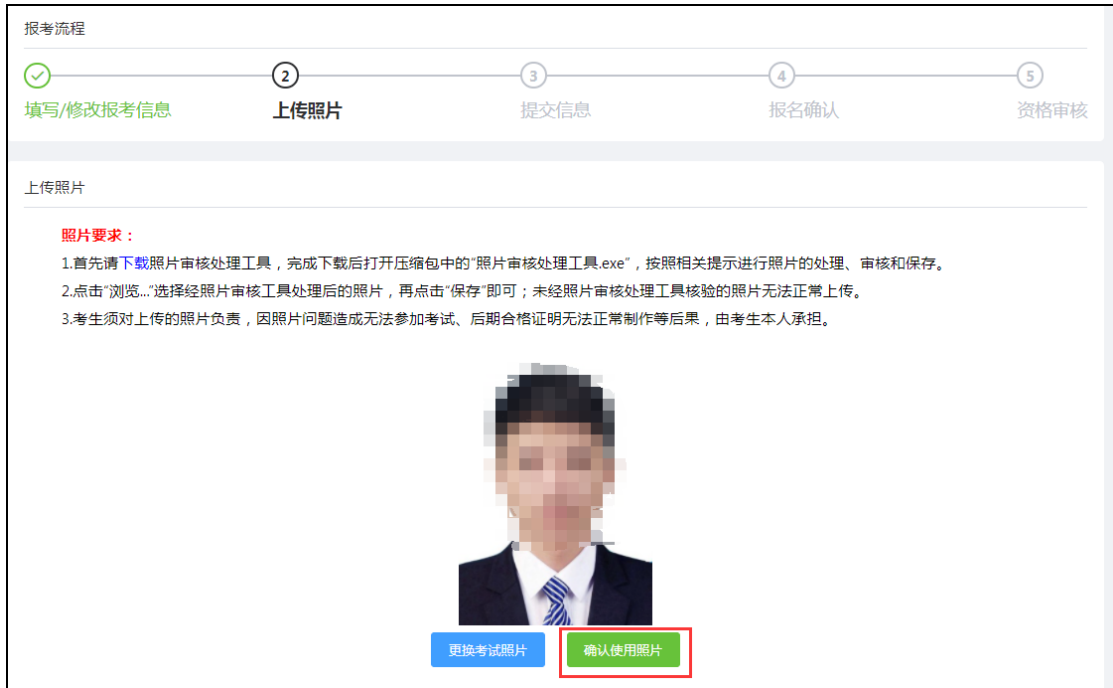 报考流程
2 3 4 5
填写/修改报考信息 上传照片 提交信息 报名确认 资格审核
上传照片
照片要求：
1.首先请下载照片审核处理工具，完成下载后打开压缩包中的“照片审核处理工具.exe”，按照相关提示进行照片的处理、审核和保存。
2.点击“浏览...”选择经照片审核工具处理后的照片，再点击“保存”即可；未经照片审核处理工具核验的照片无法正常上传。
3.考生须对上传的照片负责，因照片问题造成无法参加考试、后期合格证明无法正常制作等后果，由考生本人承担。
更换考试照片 确认使用照片